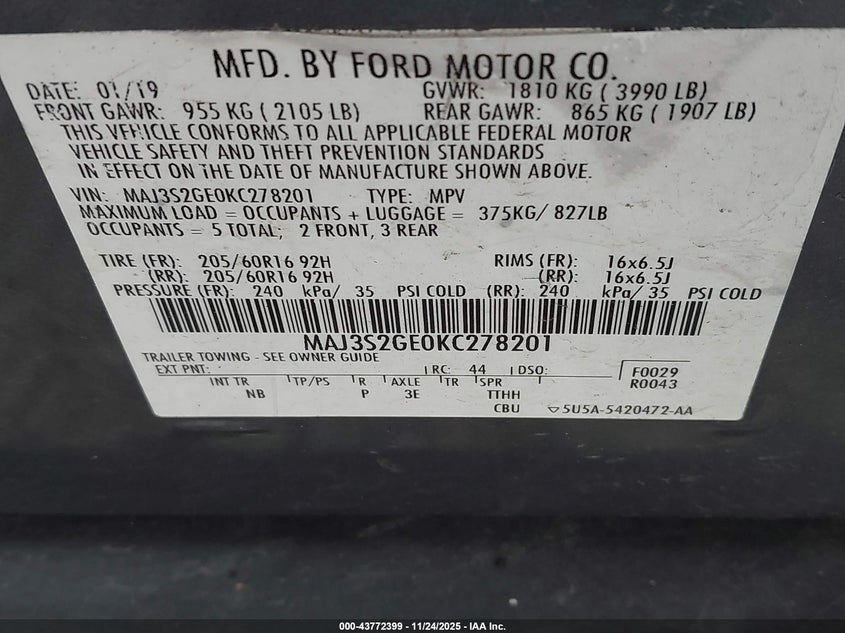 MFD. BY FORD MOTOR CO.
DATE: 01/19 GVWR: 1810 KG ( 3990 LB)
FRONT GAWR: 955 KG ( 2105 LB) REAR GAWR: 865 KG ( 1907 LB)
THIS VEHICLE CONFORMS TO ALL APPLICABLE FEDERAL MOTOR
VEHICLE SAFETY AND THEFT PREVENTION STANDARDS
IN EFFECT ON THE DATE OF MANUFACTURE SHOWN ABOVE.
VIN: MAJ3S2GE0KC278201 TYPE: MPV
MAXIMUM LOAD = OCCUPANTS + LUGGAGE = 375KG/ 827LB
OCCUPANTS = 5 TOTAL; 2 FRONT, 3 REAR
TIRE (FR): 205/60R16 92H RIMS (FR): 16x6.5J
(RR): 205/60R16 92H (RR): 16x6.5J
PRESSURE (FR): 240 kPa/ 35 PSI COLD (RR): 240 kPa/ 35 PSI COLD
MAJ3S2GE0KC278201
TRAILER TOWING - SEE OWNER GUIDE
EXT PNT: RC: 44 DSO: F0029
R0043
INT TR TP/PS R AXLE TR SPR
NB P 3E TTHH
CBU 5U5A-5420472-AA
000-43772399 - 11/24/2025 - IAA Inc.